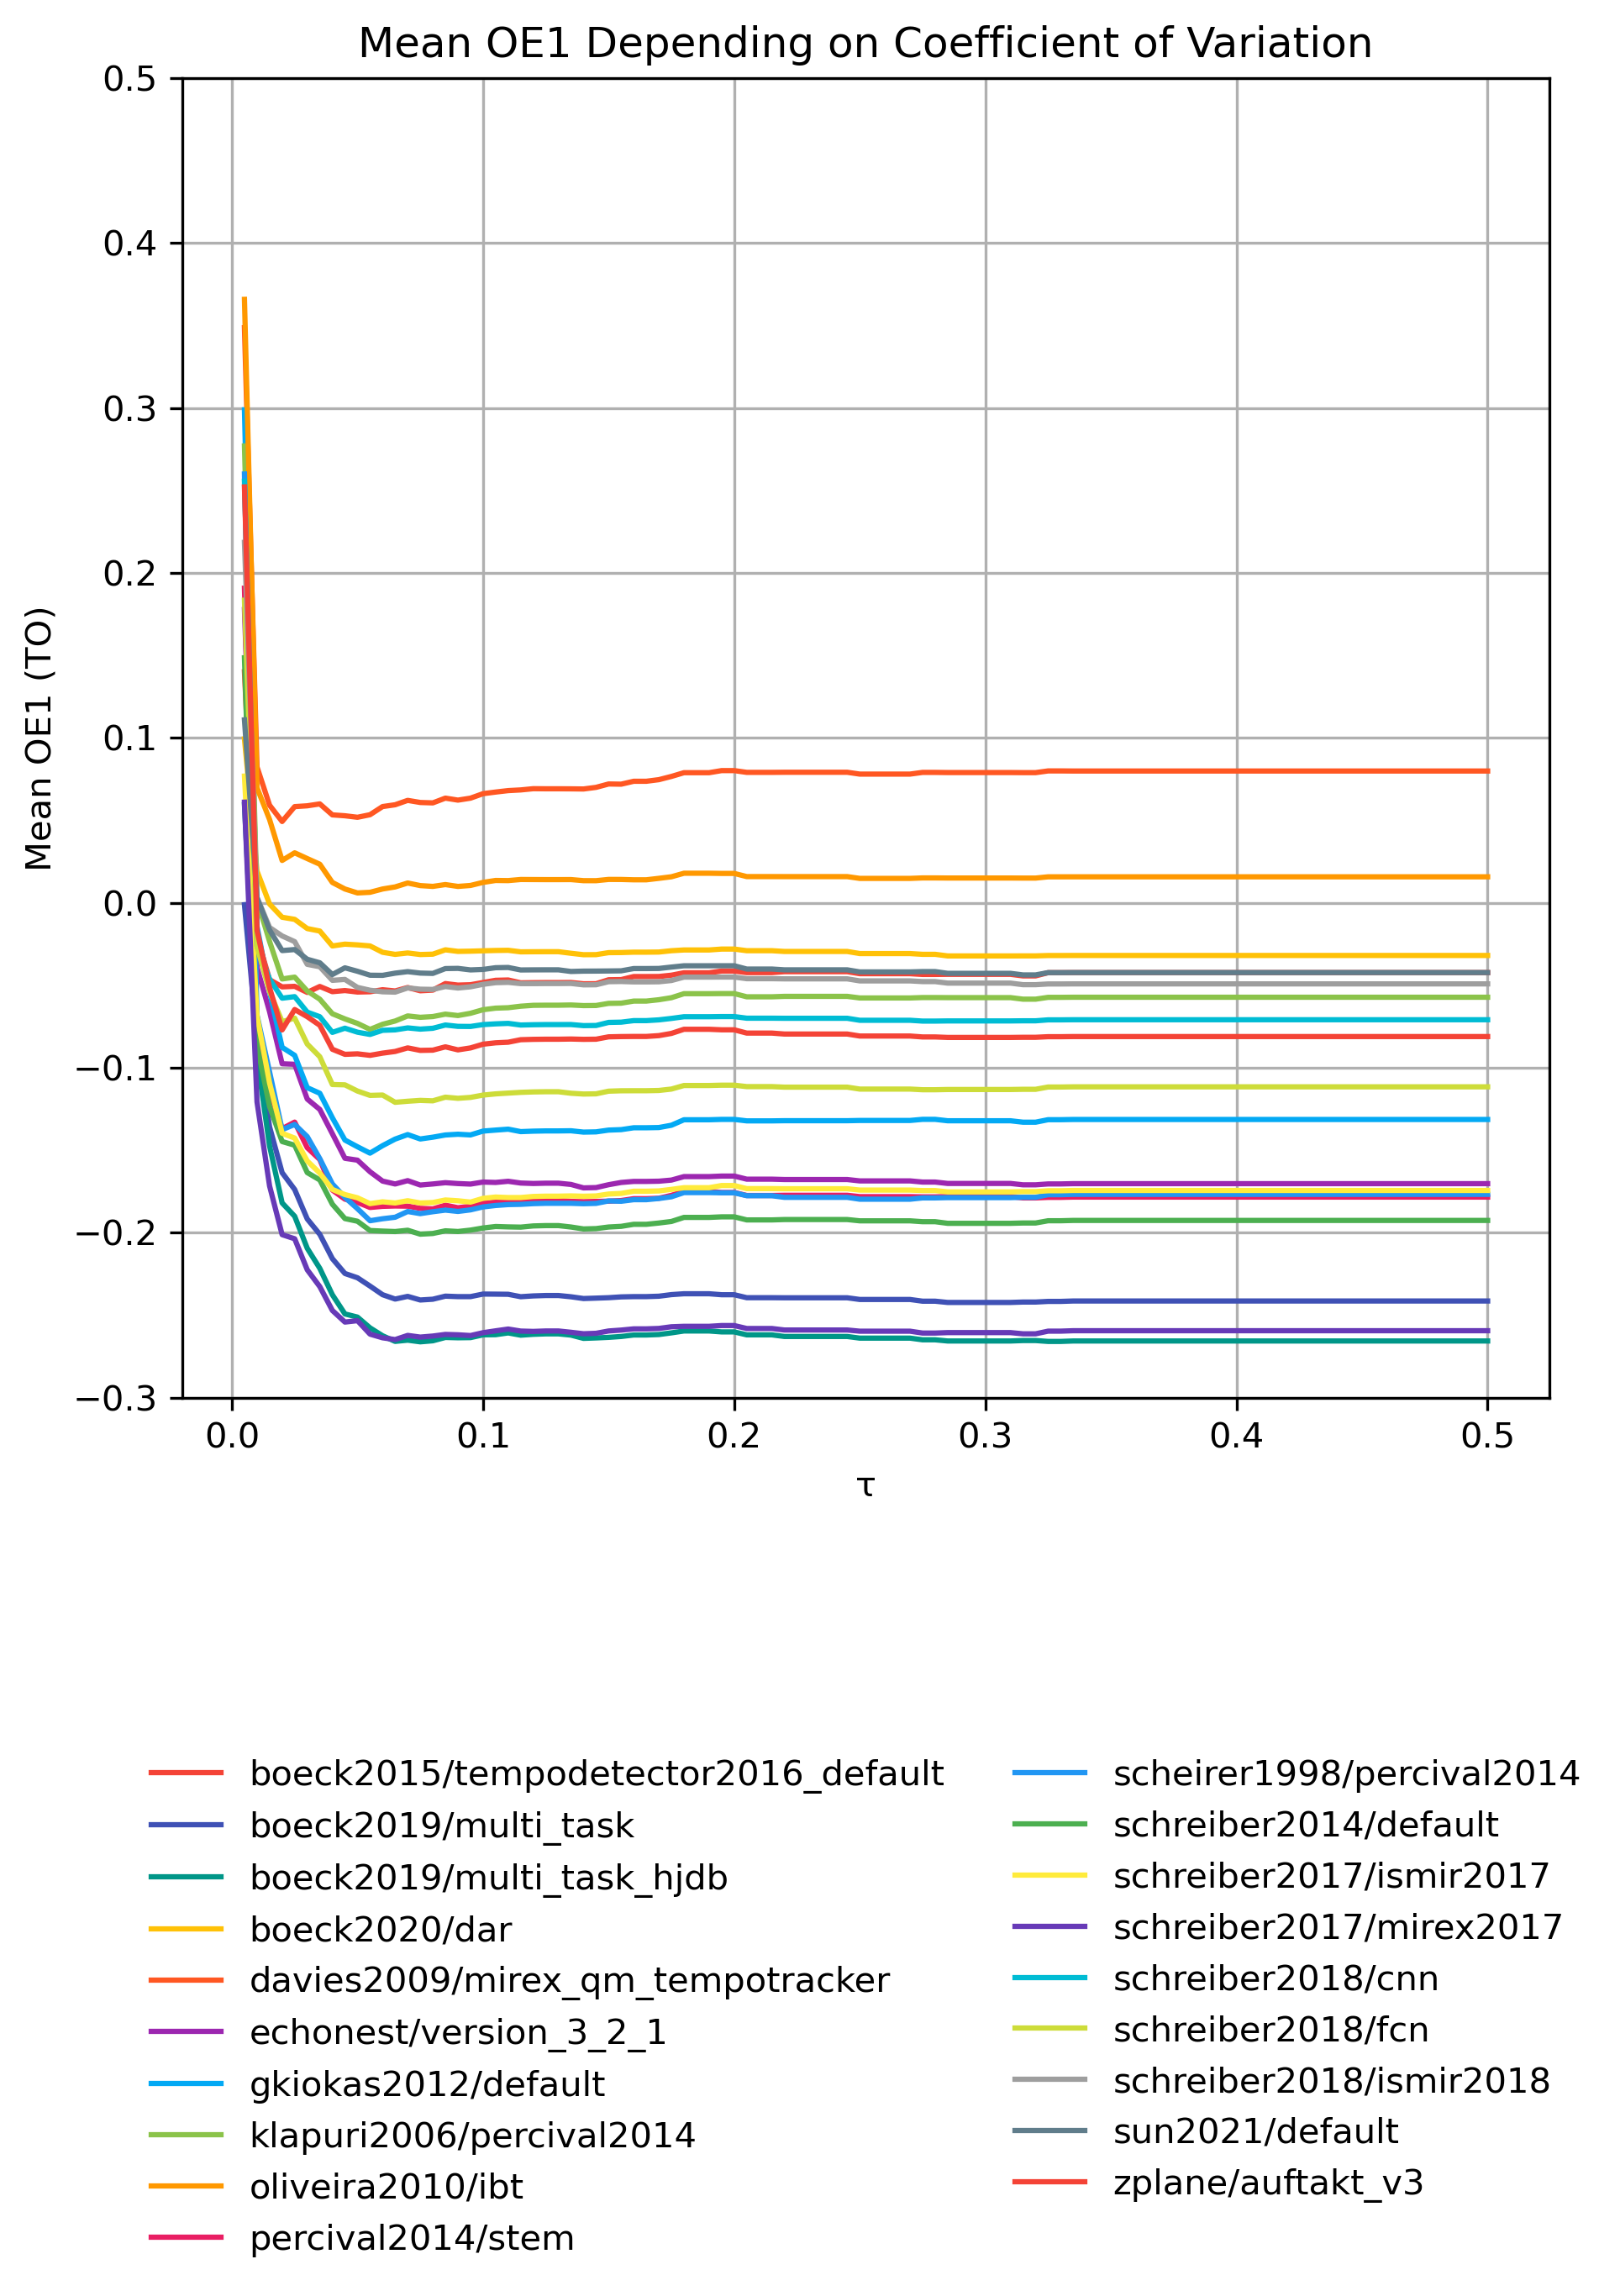 Mean OE1 Depending on Coefficient of Variation
0.5
0.4
0.3
0.2
0.1
0.0
−0.1
−0.2
−0.3
Mean OE1 (TO)
0.0 0.1 0.2 0.3 0.4 0.5
τ
boeck2015/tempodetector2016_default
boeck2019/multi_task
boeck2019/multi_task_hjdb
boeck2020/dar
davies2009/mirex_qm_tempotracker
echonest/version_3_2_1
gkiokas2012/default
klapuri2006/percival2014
oliveira2010/ibt
percival2014/stem
scheirer1998/percival2014
schreiber2014/default
schreiber2017/ismir2017
schreiber2017/mirex2017
schreiber2018/cnn
schreiber2018/fcn
schreiber2018/ismir2018
sun2021/default
zplane/auftakt_v3